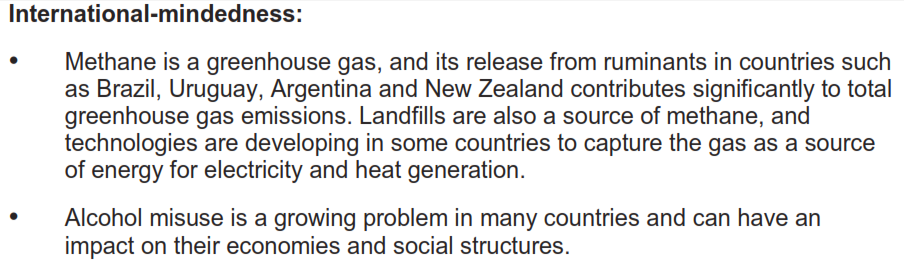 International-mindedness:
• Methane is a greenhouse gas, and its release from ruminants in countries such
as Brazil, Uruguay, Argentina and New Zealand contributes significantly to total
greenhouse gas emissions. Landfills are also a source of methane, and
technologies are developing in some countries to capture the gas as a source
of energy for electricity and heat generation.
• Alcohol misuse is a growing problem in many countries and can have an
impact on their economies and social structures.